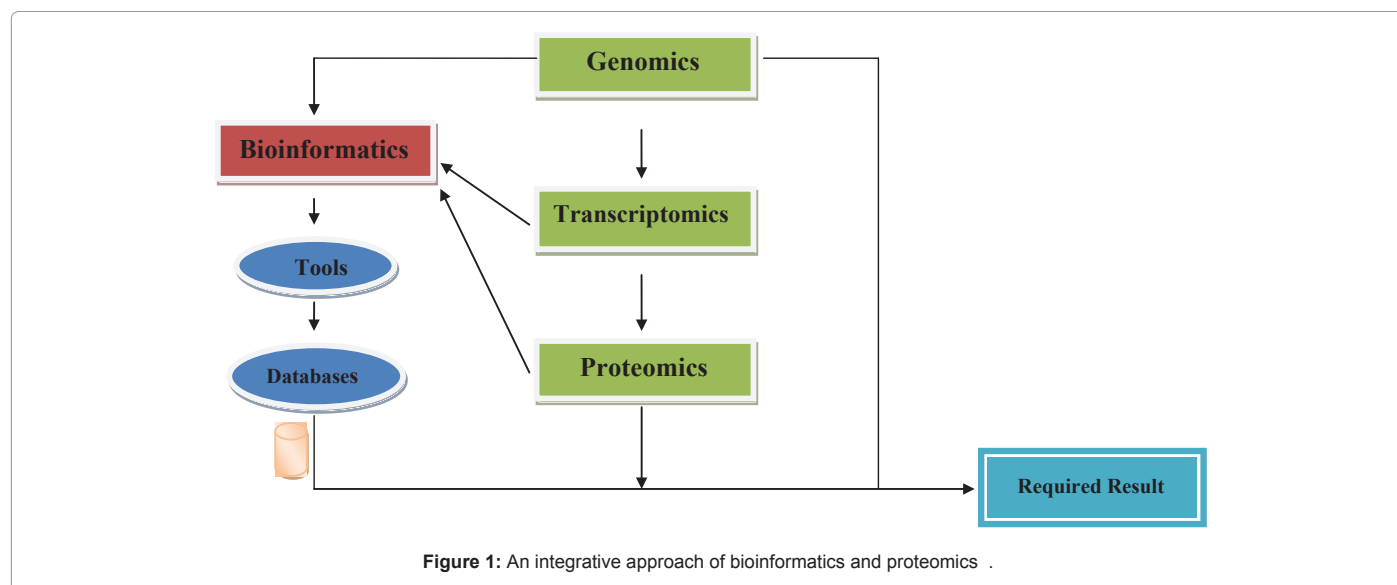 Genomics
Bioinformatics
Transcriptomics
Tools
Proteomics
Databases
Required Result
Figure 1: An integrative approach of bioinformatics and proteomics .